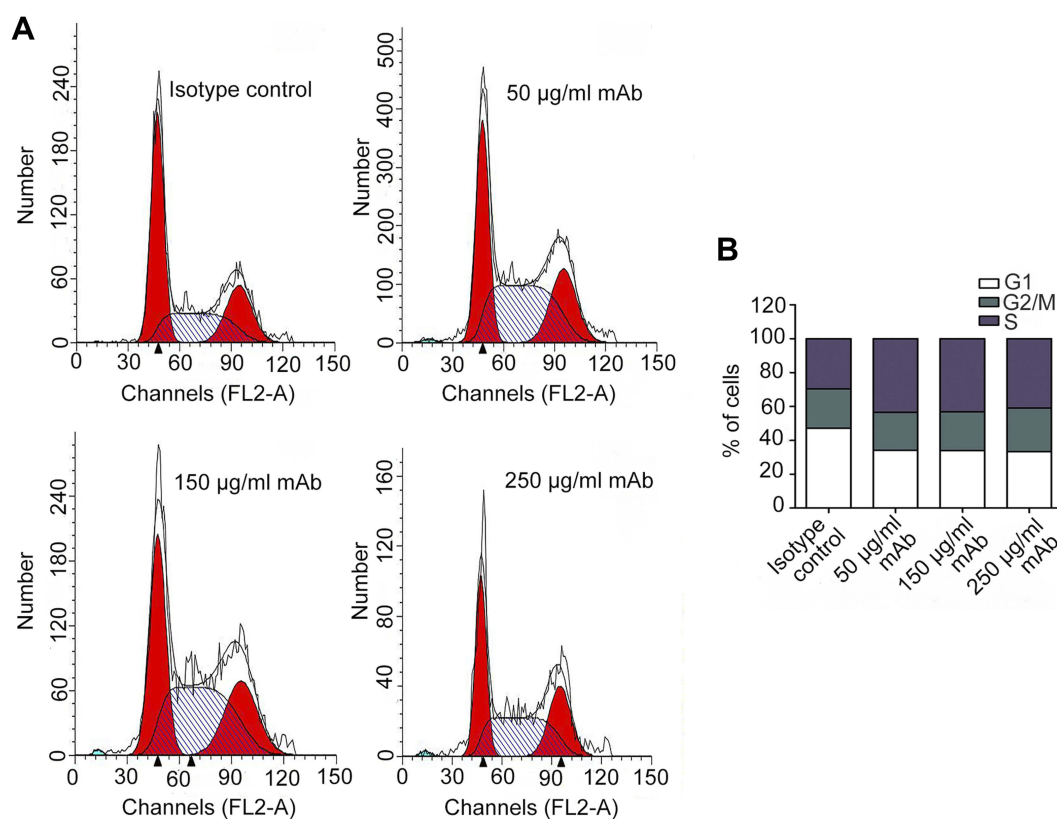 A
Isotype control
Number
240
180
120
60
0
0 30 60 90 120 150
Channels (FL2-A)
50 µg/ml mAb
Number
500
400
300
200
100
0
0 30 60 90 120 150
Channels (FL2-A)
150 µg/ml mAb
Number
240
180
120
60
0
0 30 60 90 120 150
Channels (FL2-A)
250 µg/ml mAb
Number
160
120
80
40
0
0 30 60 90 120 150
Channels (FL2-A)
B
G1
G2/M
S
% of cells
120
100
80
60
40
20
0
Isotype
control
50 µg/ml
mAb
150 µg/ml
mAb
250 µg/ml
mAb